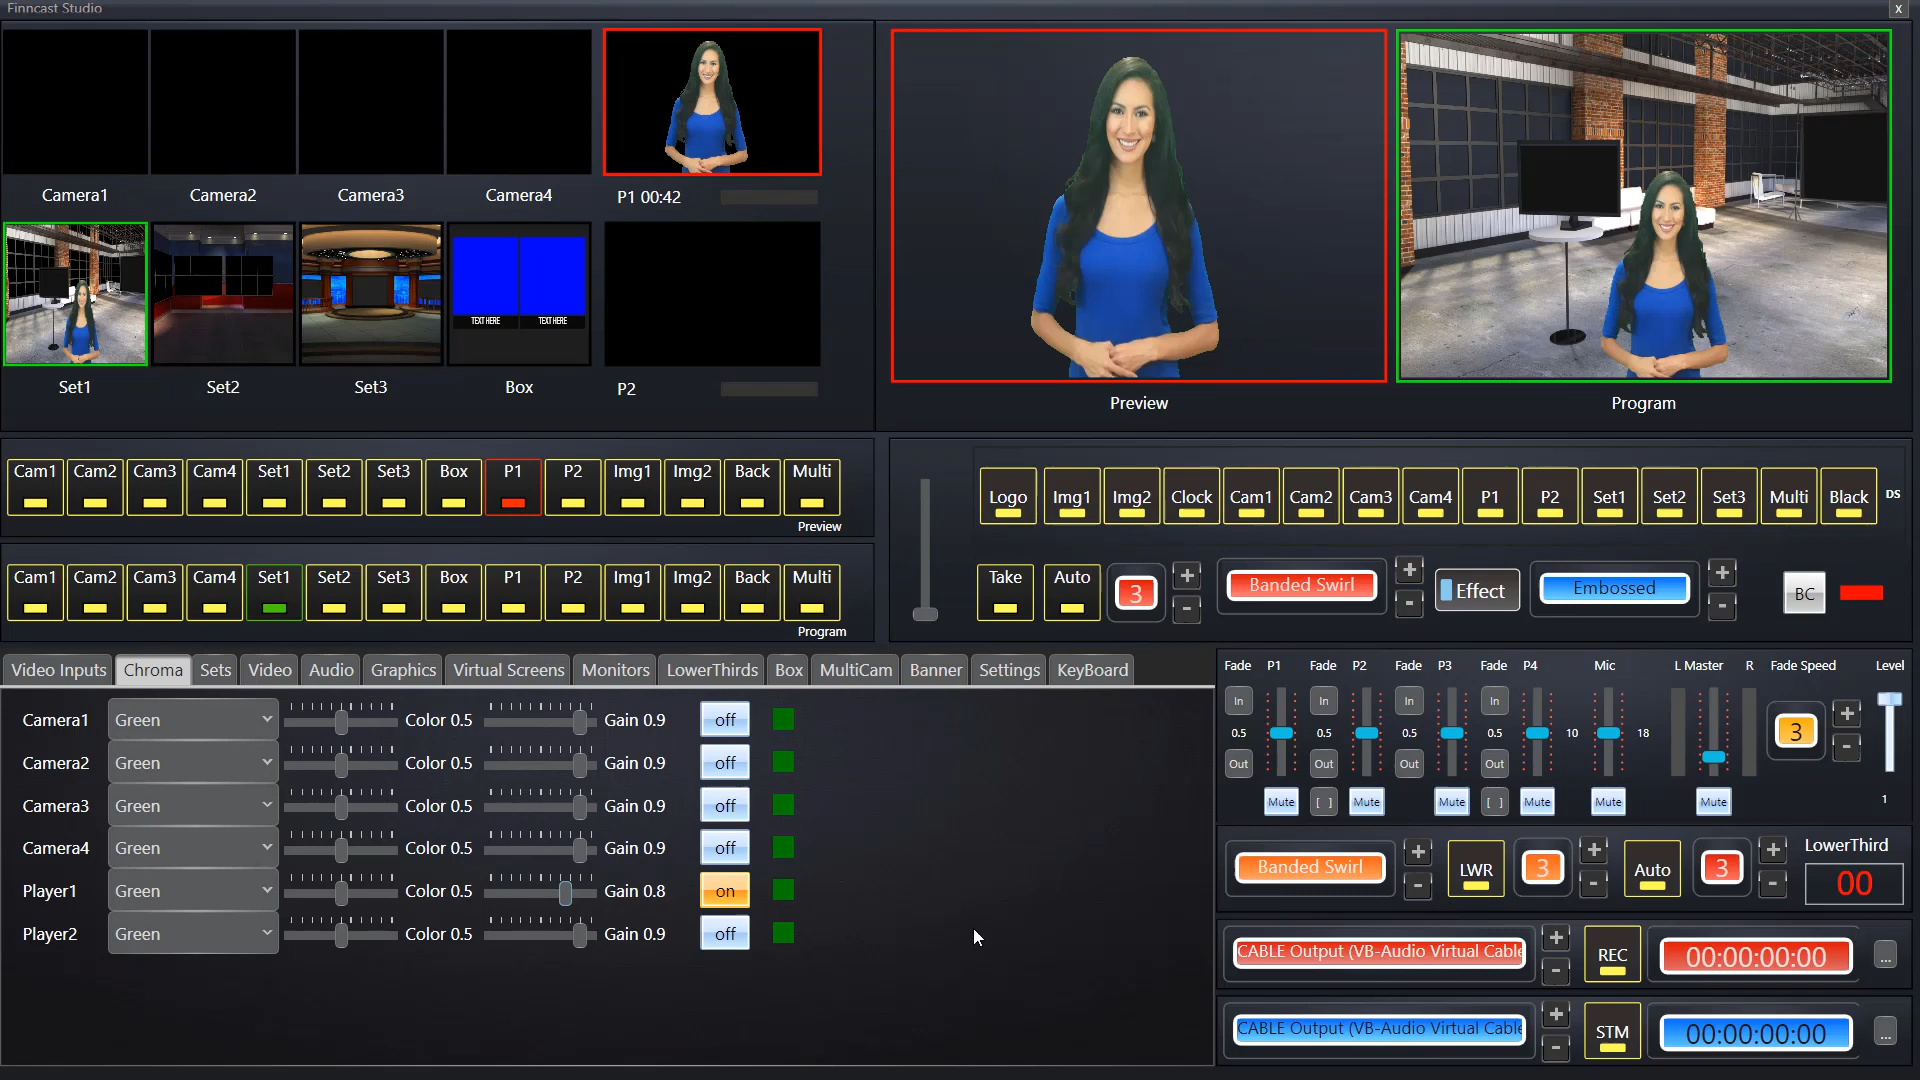 Finncast Studio
x
Camera1 Camera2 Camera3 Camera4 P1 00:42
TEXT HERE TEXT HERE
Set1 Set2 Set3 Box P2
Preview Program
Cam1 Cam2 Cam3 Cam4 Set1 Set2 Set3 Box P1 P2 Img1 Img2 Back Multi
Preview
Cam1 Cam2 Cam3 Cam4 Set1 Set2 Set3 Box P1 P2 Img1 Img2 Back Multi
Program
Logo Img1 Img2 Clock Cam1 Cam2 Cam3 Cam4 P1 P2 Set1 Set2 Set3 Multi Black DS
Take Auto 3 + - Banded Swirl + - Effect Embossed + - BC
Video Inputs Chroma Sets Video Audio Graphics Virtual Screens Monitors LowerThirds Box MultiCam Banner Settings KeyBoard
Camera1 Green Color 0.5 Gain 0.9 off
Camera2 Green Color 0.5 Gain 0.9 off
Camera3 Green Color 0.5 Gain 0.9 off
Camera4 Green Color 0.5 Gain 0.9 off
Player1 Green Color 0.5 Gain 0.8 on
Player2 Green Color 0.5 Gain 0.9 off
Fade P1 Fade P2 Fade P3 Fade P4 Mic L Master R Fade Speed Level
In In In In
0.5 0.5 0.5 0.5 10 18 3 + -
Out Out Out Out
Mute [ ] Mute Mute [ ] Mute Mute Mute 1
Banded Swirl + - LWR 3 + - Auto 3 + - LowerThird
00
CABLE Output (VB-Audio Virtual Cable + - REC 00:00:00:00 ...
CABLE Output (VB-Audio Virtual Cable + - STM 00:00:00:00 ...